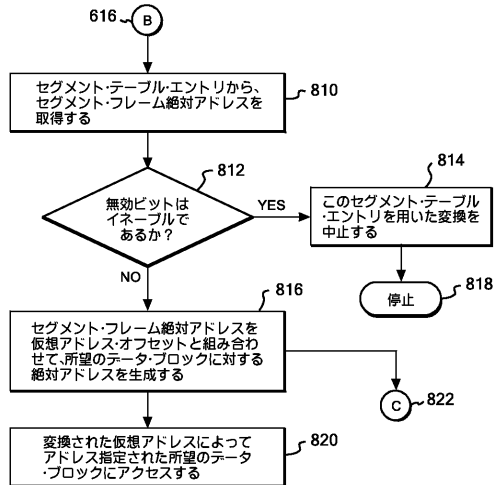 616
B
セグメント・テーブル・エントリから、
セグメント・フレーム絶対アドレスを
取得する
810
812
無効ビットは
イネーブルで
あるか？
YES
814
このセグメント・テーブル
・エントリを用いた変換を
中止する
停止
818
NO
816
セグメント・フレーム絶対アドレスを
仮想アドレス・オフセットと組み合わ
せて、所望のデータ・ブロックに対する
絶対アドレスを生成する
C
822
820
変換された仮想アドレスによって
アドレス指定された所望のデータ
・ブロックにアクセスする